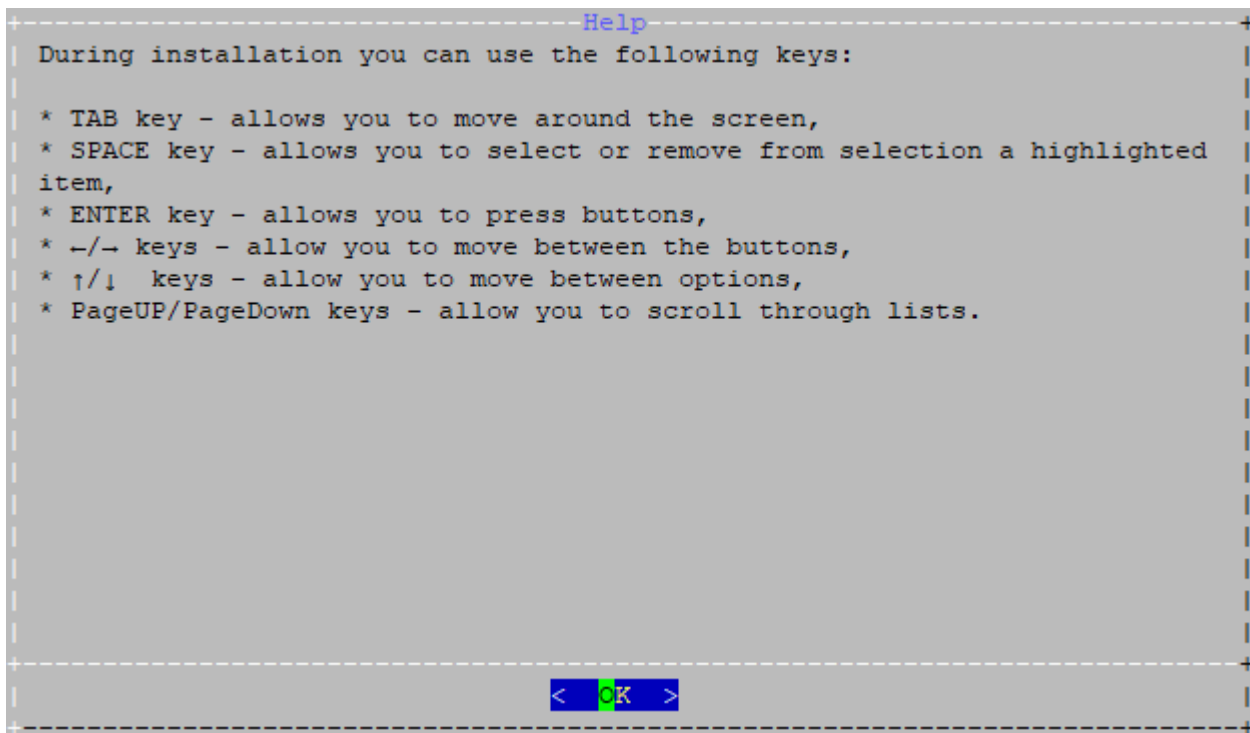 Help
During installation you can use the following keys:
* TAB key - allows you to move around the screen,
* SPACE key - allows you to select or remove from selection a highlighted
item,
* ENTER key - allows you to press buttons,
* ←/→ keys - allow you to move between the buttons,
* ↑/↓  keys - allow you to move between options,
* PageUP/PageDown keys - allow you to scroll through lists.
<  OK  >